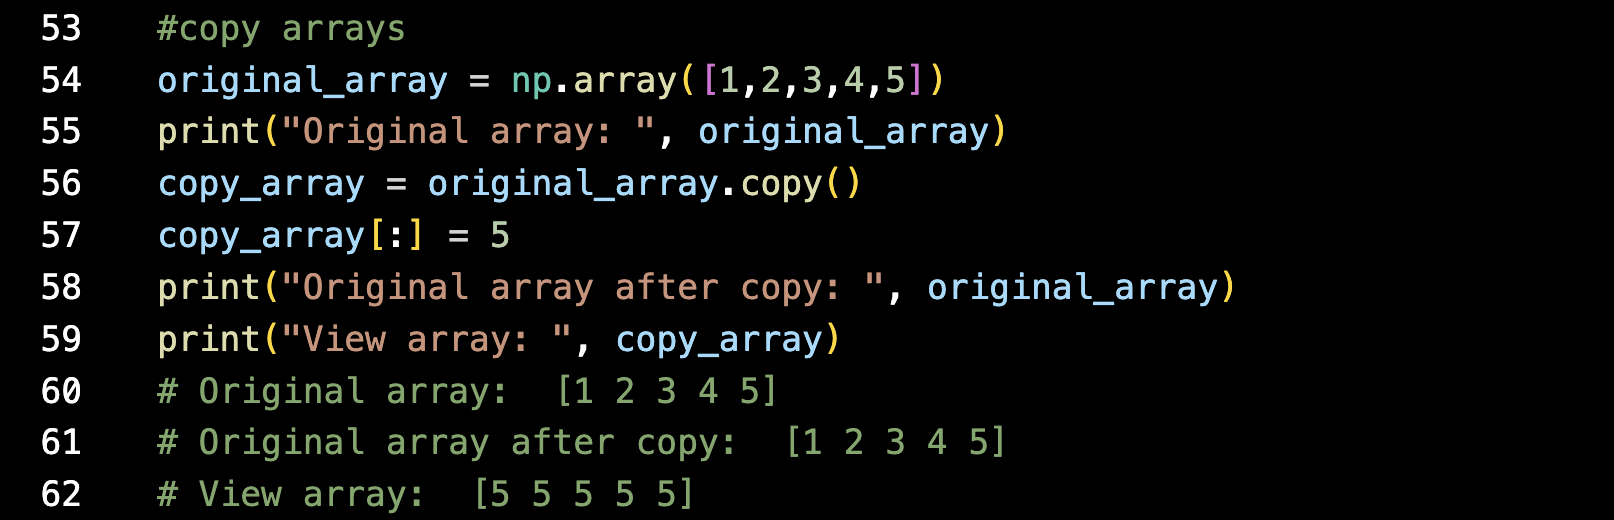 53 #copy arrays
54 original_array = np.array([1,2,3,4,5])
55 print("Original array: ", original_array)
56 copy_array = original_array.copy()
57 copy_array[:] = 5
58 print("Original array after copy: ", original_array)
59 print("View array: ", copy_array)
60 # Original array:  [1 2 3 4 5]
61 # Original array after copy:  [1 2 3 4 5]
62 # View array:  [5 5 5 5 5]